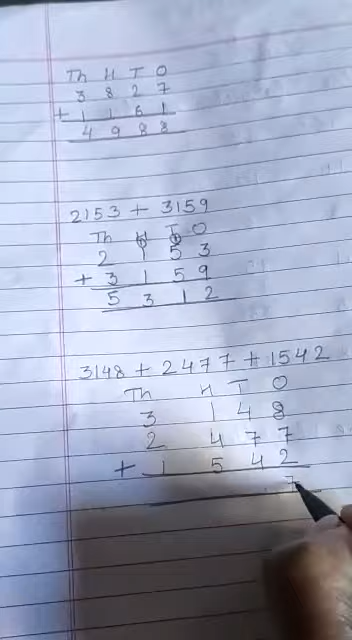 Th H T O
3 8 2 7
+ 1 1 6 1
4 9 8 8
2153 + 3159
Th H T O
2 1 5 3
+ 3 1 5 9
5 3 1 2
3148 + 2477 + 1542
Th H T O
3 1 4 8
2 4 7 7
+ 1 5 4 2
7